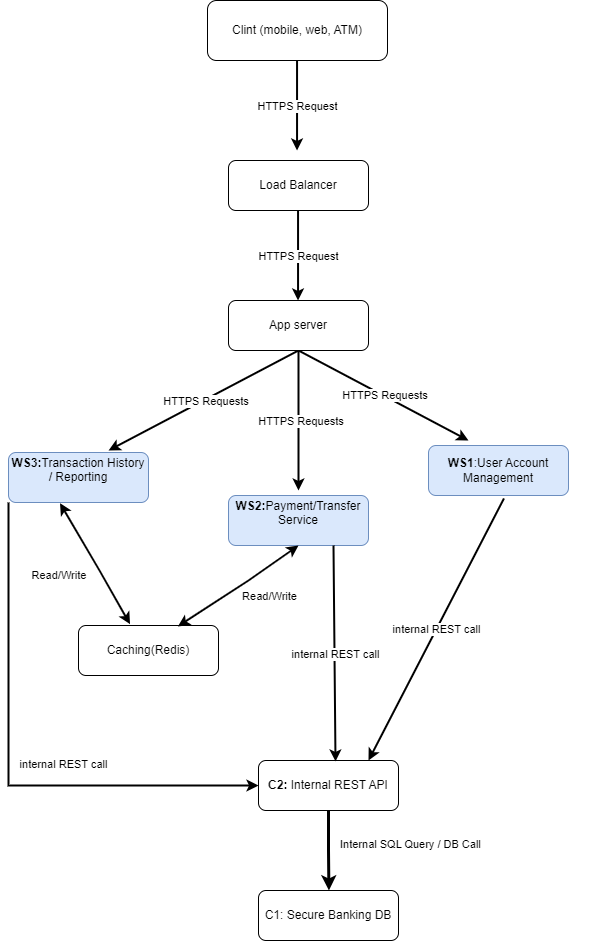 Clint (mobile, web, ATM)
HTTPS Request
Load Balancer
HTTPS Request
App server
HTTPS Requests
HTTPS Requests
HTTPS Requests
WS3:Transaction History
/ Reporting
WS2:Payment/Transfer
Service
WS1:User Account
Management
Read/Write
Read/Write
Caching(Redis)
internal REST call
internal REST call
internal REST call
C2: Internal REST API
Internal SQL Query / DB Call
C1: Secure Banking DB